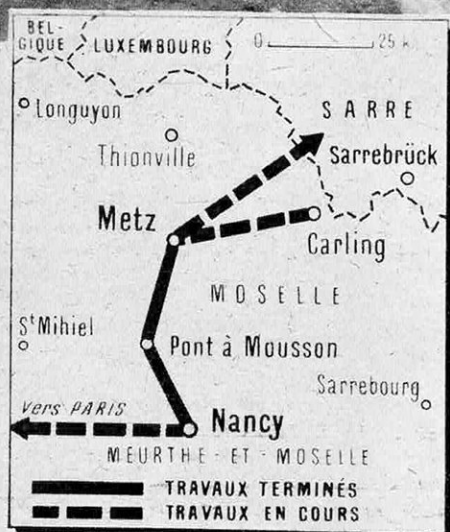 BEL-
GIQUE
LUXEMBOURG
0 25 k
Longuyon
SARRE
Thionville
Sarrebrück
Metz
Carling
MOSELLE
St Mihiel
Pont à Mousson
Sarrebourg
Vers PARIS
Nancy
MEURTHE-ET-MOSELLE
TRAVAUX TERMINÉS
TRAVAUX EN COURS